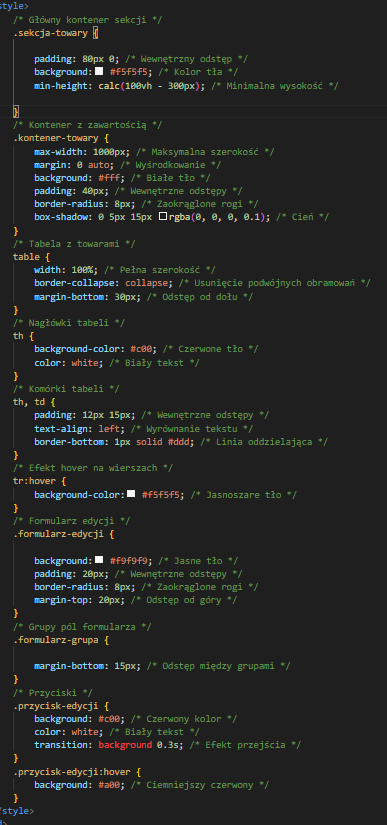 style>
/* Główny kontener sekcji */
.sekcja-towary {
padding: 80px 0; /* Wewnętrzny odstęp */
background: #f5f5f5; /* Kolor tła */
min-height: calc(100vh - 300px); /* Minimalna wysokość */
}
/* Kontener z zawartością */
.kontener-towary {
max-width: 1000px; /* Maksymalna szerokość */
margin: 0 auto; /* Wyśrodkowanie */
background: #fff; /* Białe tło */
padding: 40px; /* Wewnętrzne odstępy */
border-radius: 8px; /* Zaokrąglone rogi */
box-shadow: 0 5px 15px rgba(0, 0, 0, 0.1); /* Cień */
}
/* Tabela z towarami */
table {
width: 100%; /* Pełna szerokość */
border-collapse: collapse; /* Usunięcie podwójnych obramowań */
margin-bottom: 30px; /* Odstęp od dołu */
}
/* Nagłówki tabeli */
th {
background-color: #c00; /* Czerwone tło */
color: white; /* Biały tekst */
}
/* Komórki tabeli */
th, td {
padding: 12px 15px; /* Wewnętrzne odstępy */
text-align: left; /* Wyrównanie tekstu */
border-bottom: 1px solid #ddd; /* Linia oddzielająca */
}
/* Efekt hover na wierszach */
tr:hover {
background-color: #f5f5f5; /* Jasnoszare tło */
}
/* Formularz edycji */
.formularz-edycji {
background: #f9f9f9; /* Jasne tło */
padding: 20px; /* Wewnętrzne odstępy */
border-radius: 8px; /* Zaokrąglone rogi */
margin-top: 20px; /* Odstęp od góry */
}
/* Grupy pól formularza */
.formularz-grupa {
margin-bottom: 15px; /* Odstęp między grupami */
}
/* Przyciski */
.przycisk-edycji {
background: #c00; /* Czerwony kolor */
color: white; /* Biały tekst */
transition: background 0.3s; /* Efekt przejścia */
}
.przycisk-edycji:hover {
background: #a00; /* Ciemniejszy czerwony */
}
/style>